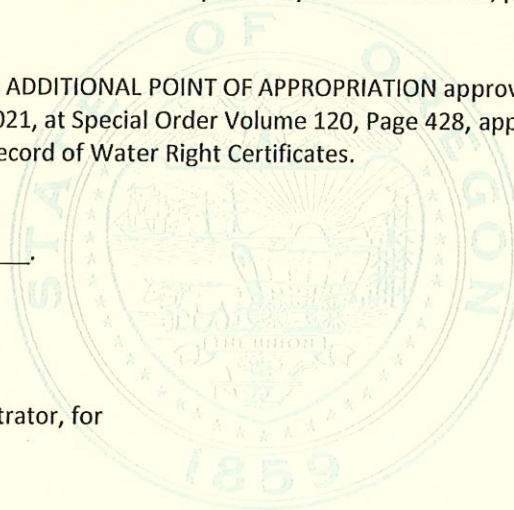 ADDITIONAL POINT OF APPROPRIATION approv
021, at Special Order Volume 120, Page 428, app
ecord of Water Right Certificates.
trator, for
STATE OF OREGON
THE UNION
1859